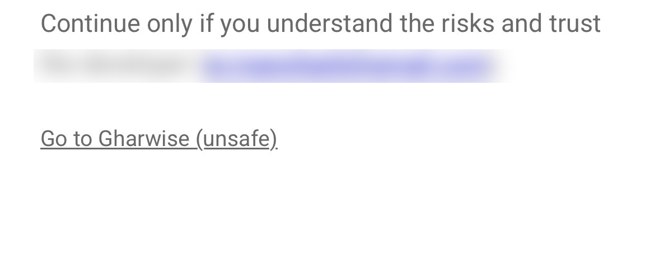 Continue only if you understand the risks and trust
Go to Gharwise (unsafe)